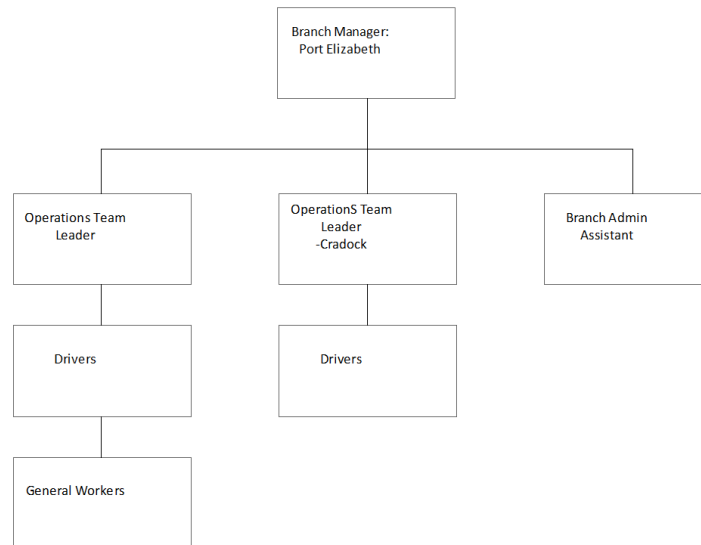 Branch Manager:
Port Elizabeth
Operations Team
Leader
OperationS Team
Leader
-Cradock
Branch Admin
Assistant
Drivers
Drivers
General Workers